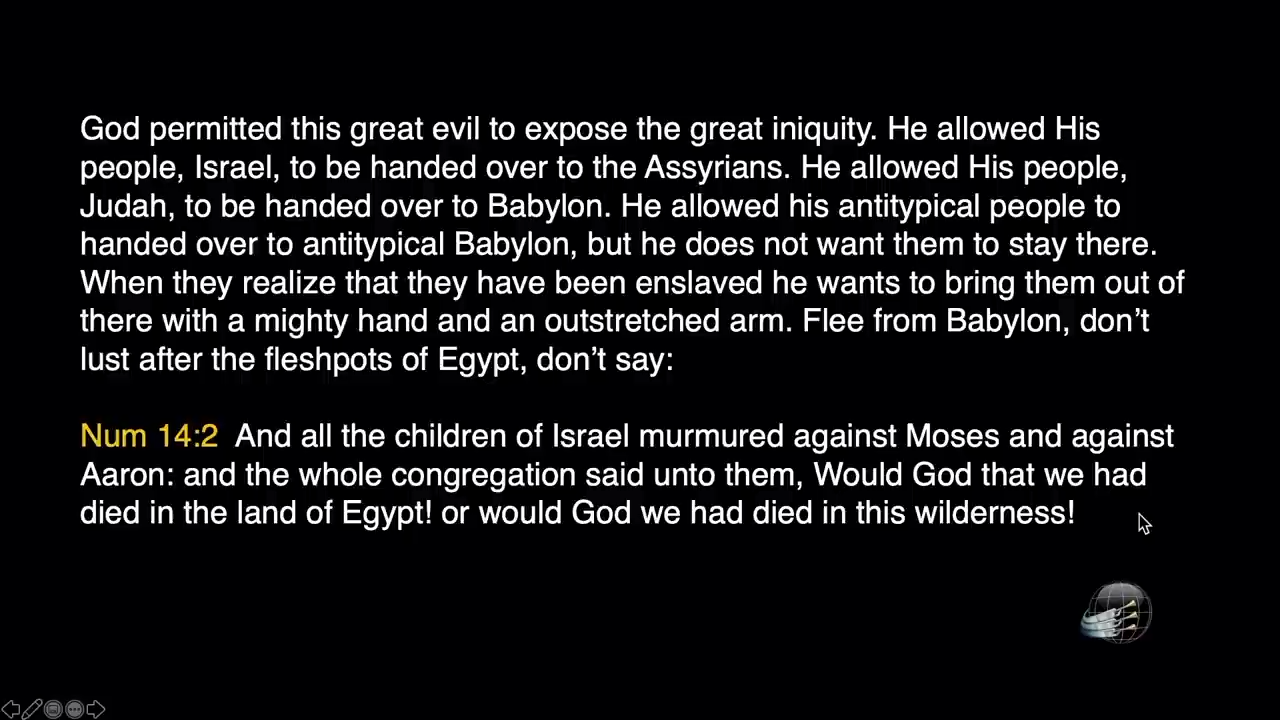 God permitted this great evil to expose the great iniquity. He allowed His
people, Israel, to be handed over to the Assyrians. He allowed His people,
Judah, to be handed over to Babylon. He allowed his antitypical people to
handed over to antitypical Babylon, but he does not want them to stay there.
When they realize that they have been enslaved he wants to bring them out of
there with a mighty hand and an outstretched arm. Flee from Babylon, don’t
lust after the fleshpots of Egypt, don’t say:
Num 14:2  And all the children of Israel murmured against Moses and against
Aaron: and the whole congregation said unto them, Would God that we had
died in the land of Egypt! or would God we had died in this wilderness!